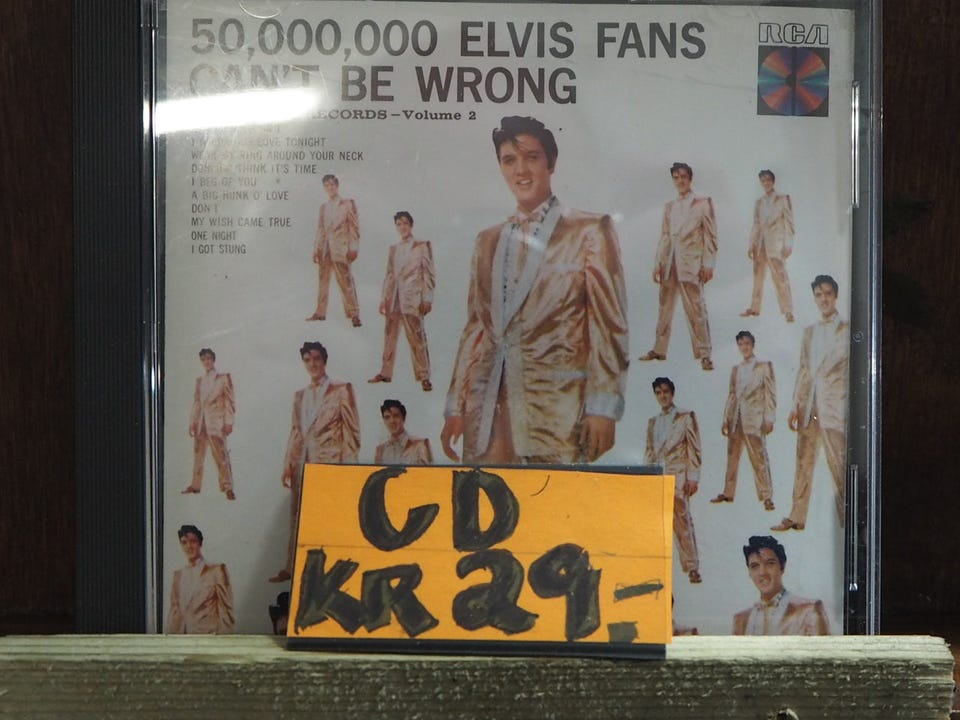 50,000,000 ELVIS FANS
CAN'T BE WRONG
RCA
RECORDS – Volume 2
LOVE TONIGHT
WEAR MY RING AROUND YOUR NECK
THINK IT'S TIME
I BEG OF YOU
A BIG HUNK O' LOVE
DON'T
MY WISH CAME TRUE
ONE NIGHT
I GOT STUNG
CD
KR 29.-